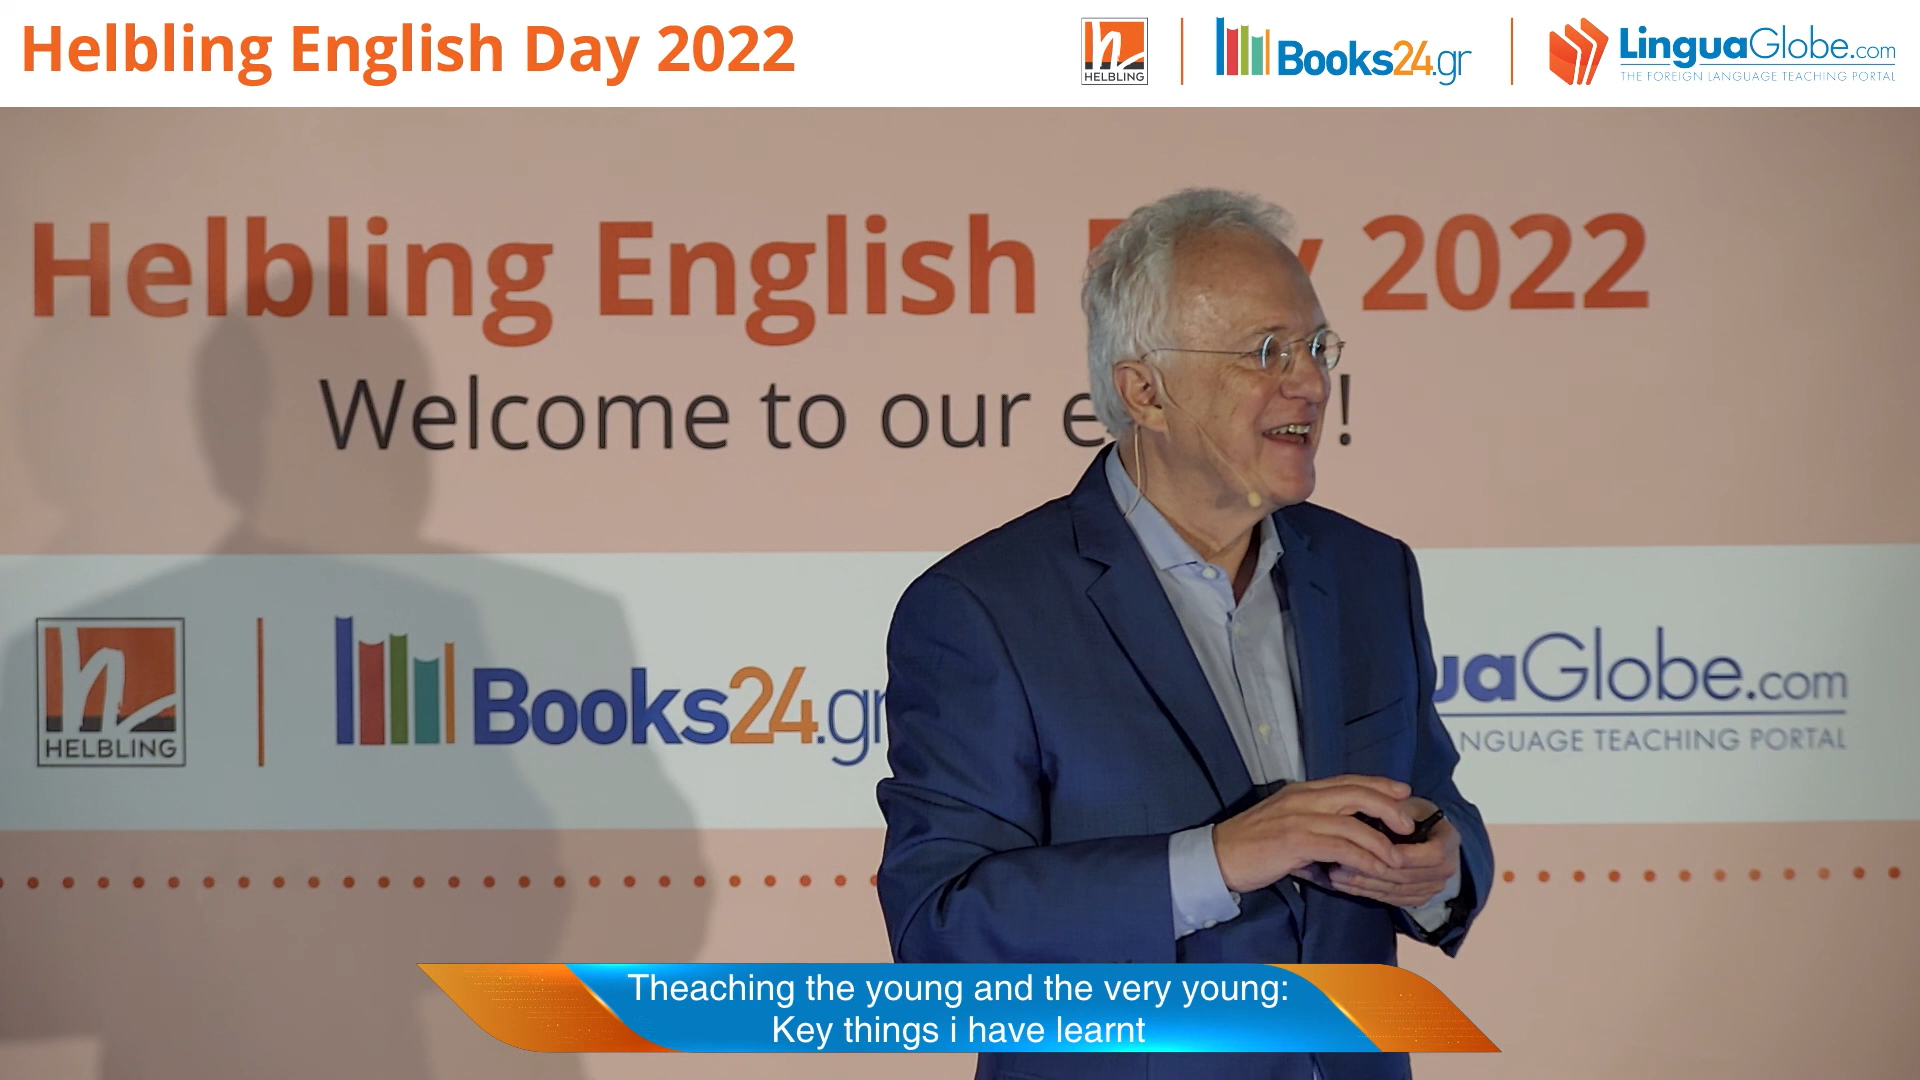 Helbling English Day 2022
HELBLING
Books24.gr
LinguaGlobe.com
THE FOREIGN LANGUAGE TEACHING PORTAL
Helbling English 2022
Welcome to our !
HELBLING
Books24.gr
uaGlobe.com
NGUAGE TEACHING PORTAL
Theaching the young and the very young:
Key things i have learnt